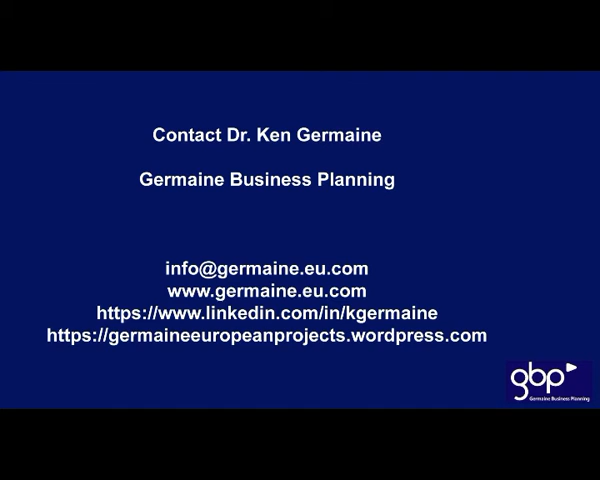 Contact Dr. Ken Germaine
Germaine Business Planning
info@germaine.eu.com
www.germaine.eu.com
https://www.linkedin.com/in/kgermaine
https://germaineeuropeanprojects.wordpress.com
gbp
Germaine Business Planning